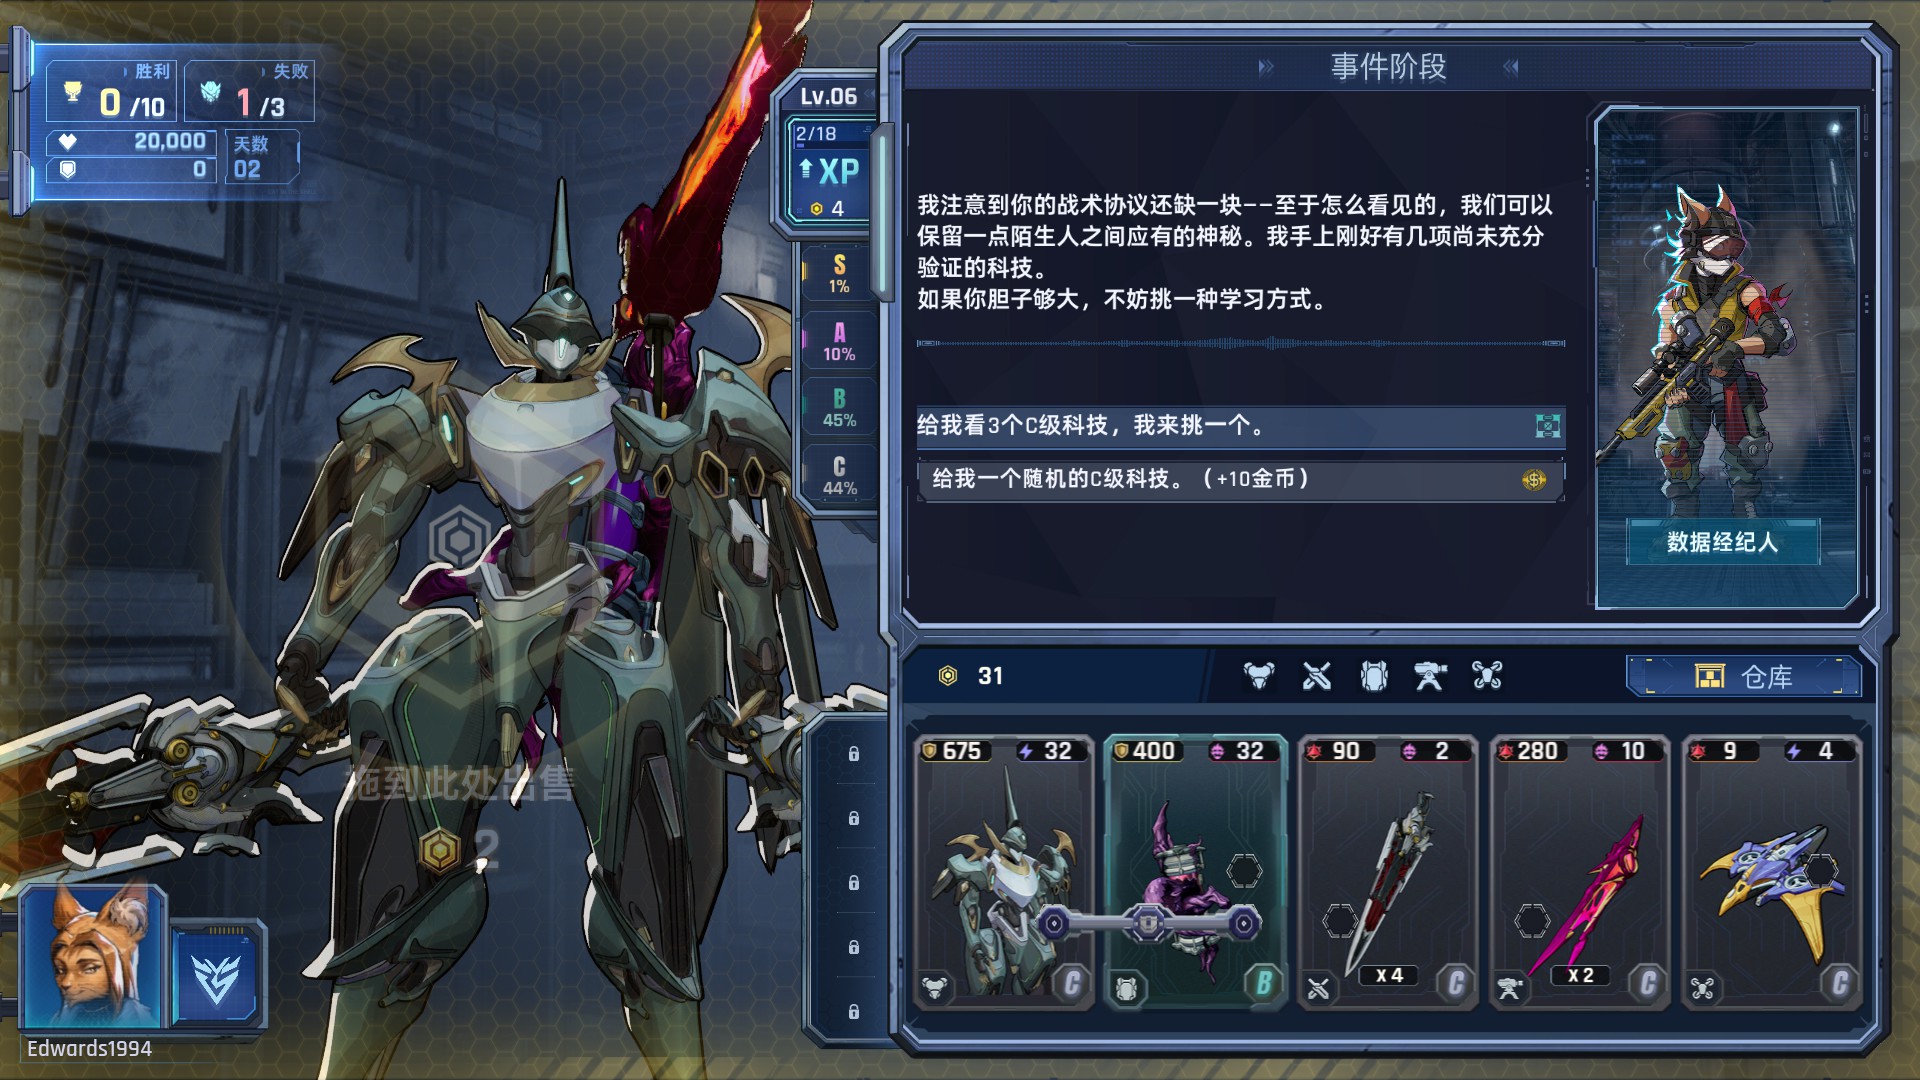 胜利
0 /10
失败
1 /3
20,000
0
天数
02
Lv.06
2/18
XP
4
S
1%
A
10%
B
45%
C
44%
拖到此处出售
2
Edwards1994
事件阶段
我注意到你的战术协议还缺一块——至于怎么看见的，我们可以
保留一点陌生人之间应有的神秘。我手上刚好有几项尚未充分
验证的科技。
如果你胆子够大，不妨挑一种学习方式。
给我看3个C级科技，我来挑一个。
给我一个随机的C级科技。（+10金币）
数据经纪人
31
仓库
675 32
C
400 32
B
90 2
x4
C
280 10
x2
C
9 4
C